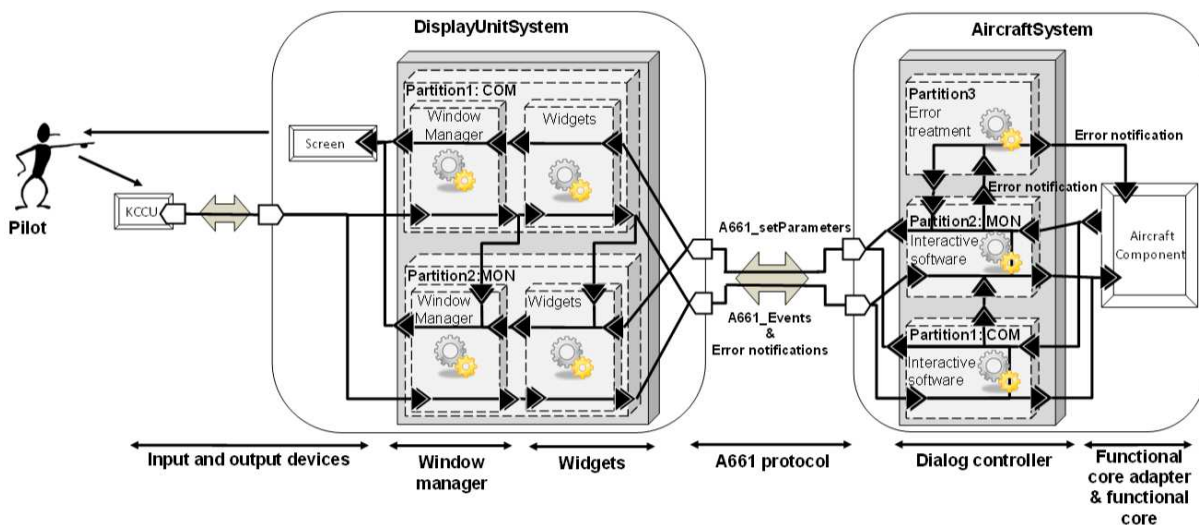 DisplayUnitSystem
AircraftSystem
Partition1: COM
Window
Manager
Widgets
Screen
KCCU
Pilot
Partition2:MON
Window
Manager
Widgets
A661_setParameters
A661_Events
&
Error notifications
Partition3
Error
treatment
Error notification
Error notification
Partition2: MON
Interactive
software
Aircraft
Component
Partition1: COM
Interactive
software
Input and output devices
Window
manager
Widgets
A661 protocol
Dialog controller
Functional
core adapter
& functional
core